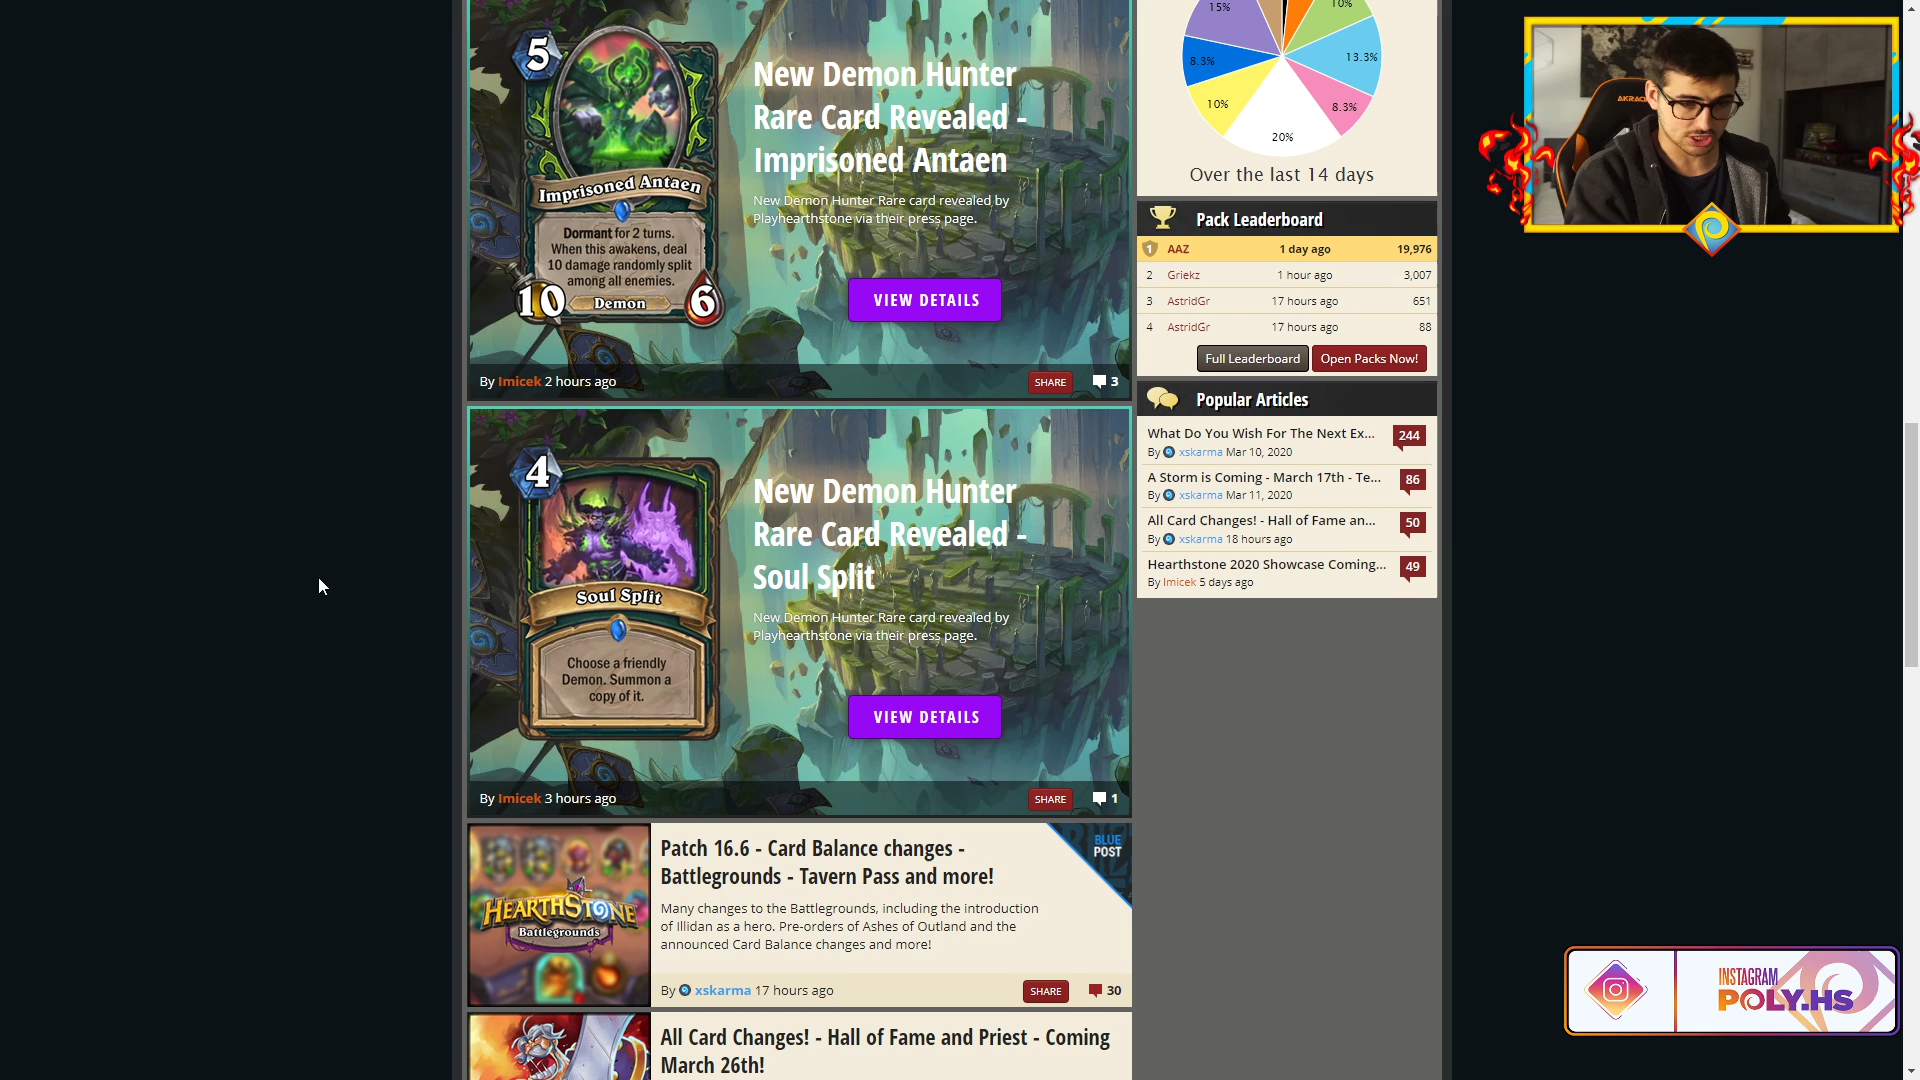 5
Imprisoned Antaen
Dormant for 2 turns.
When this awakens, deal
10 damage randomly split
among all enemies.
10
Demon
6
New Demon Hunter
Rare Card Revealed -
Imprisoned Antaen
New Demon Hunter Rare card revealed by
Playhearthstone via their press page.
VIEW DETAILS
By Imicek 2 hours ago
SHARE
3
4
Soul Split
Choose a friendly
Demon. Summon a
copy of it.
New Demon Hunter
Rare Card Revealed -
Soul Split
New Demon Hunter Rare card revealed by
Playhearthstone via their press page.
VIEW DETAILS
By Imicek 3 hours ago
SHARE
1
HEARTHSTONE
Battlegrounds
Patch 16.6 - Card Balance changes -
Battlegrounds - Tavern Pass and more!
BLUE
POST
Many changes to the Battlegrounds, including the introduction
of Illidan as a hero. Pre-orders of Ashes of Outland and the
announced Card Balance changes and more!
By xskarma 17 hours ago
SHARE
30
All Card Changes! - Hall of Fame and Priest - Coming
March 26th!
15%
10%
13.3%
8.3%
8.3%
10%
20%
Over the last 14 days
Pack Leaderboard
1 AAZ 1 day ago 19,976
2 Griekz 1 hour ago 3,007
3 AstridGr 17 hours ago 651
4 AstridGr 17 hours ago 88
Full Leaderboard
Open Packs Now!
Popular Articles
What Do You Wish For The Next Ex... 244
By xskarma Mar 10, 2020
A Storm is Coming - March 17th - Te... 86
By xskarma Mar 11, 2020
All Card Changes! - Hall of Fame an... 50
By xskarma 18 hours ago
Hearthstone 2020 Showcase Coming... 49
By Imicek 5 days ago
INSTAGRAM
POLY.HS